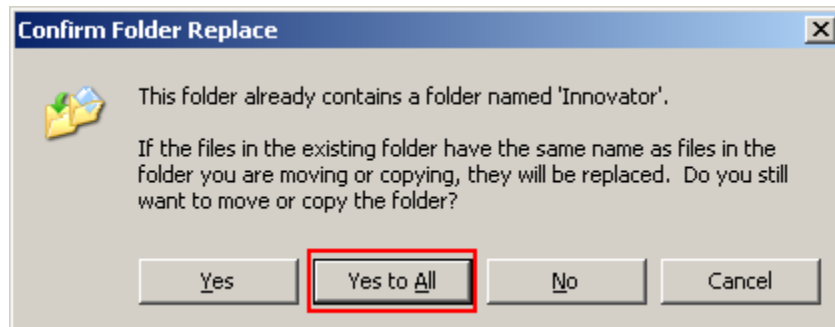 Confirm Folder Replace
This folder already contains a folder named 'Innovator'.
If the files in the existing folder have the same name as files in the
folder you are moving or copying, they will be replaced.  Do you still
want to move or copy the folder?
Yes Yes to All No Cancel